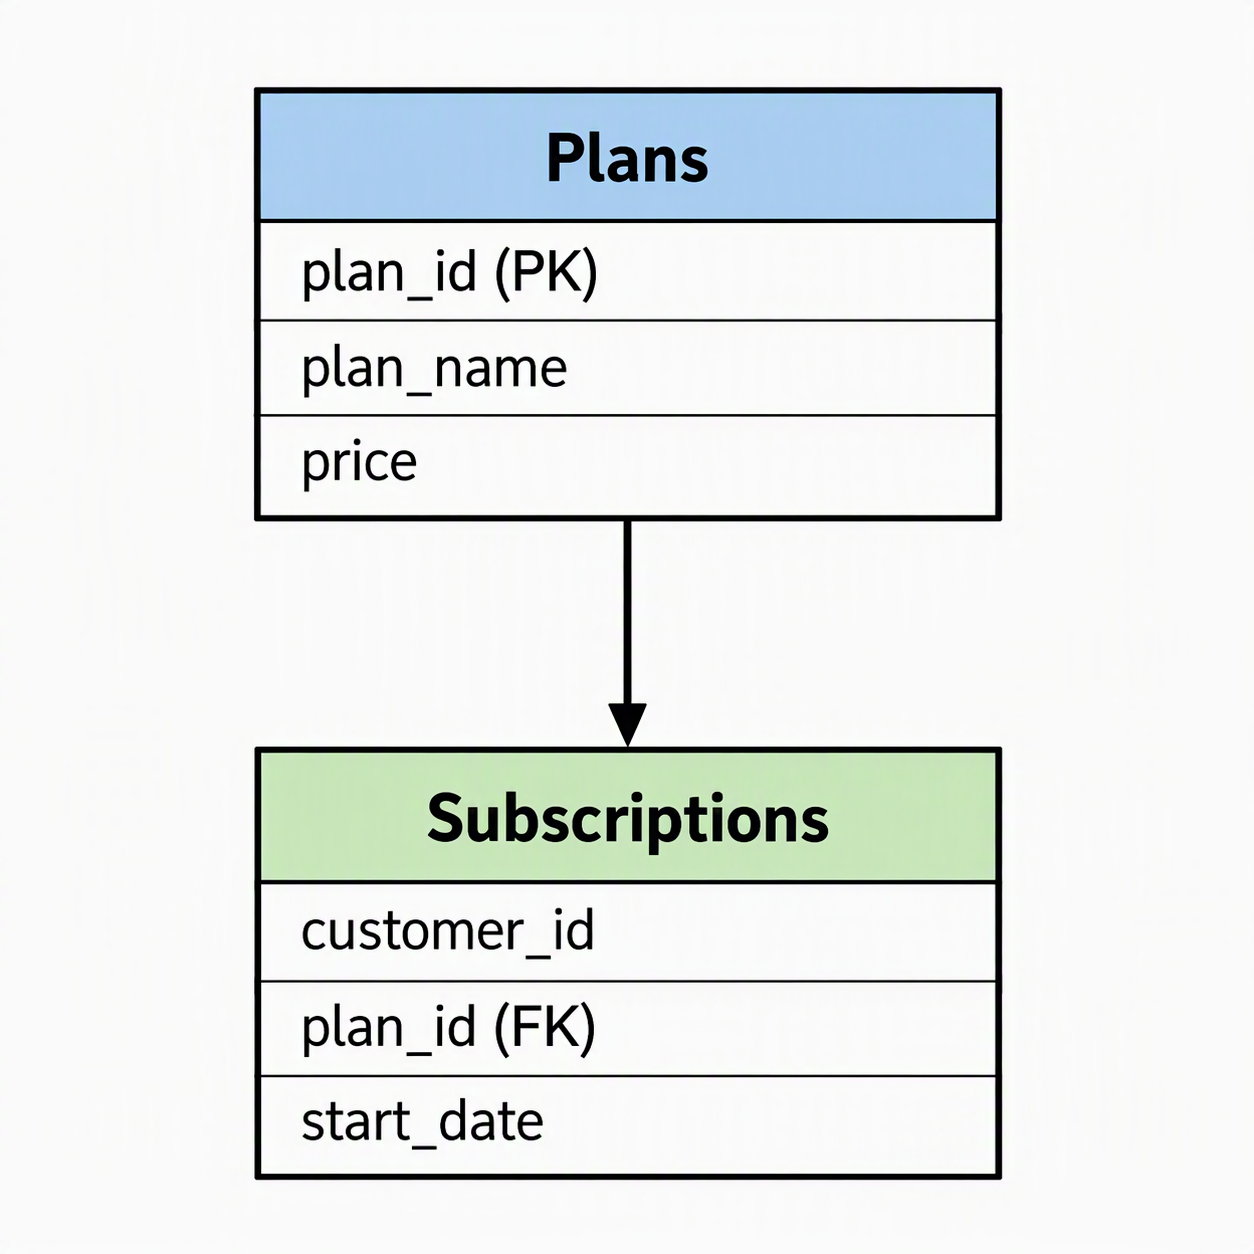 Plans
plan_id (PK)
plan_name
price
Subscriptions
customer_id
plan_id (FK)
start_date